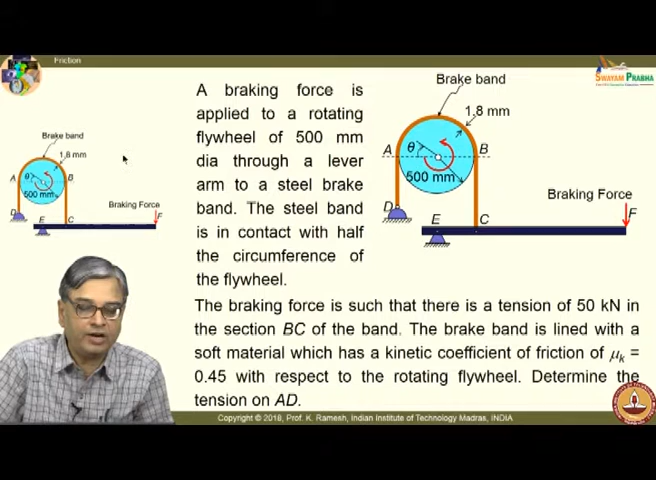 Friction
SWAYAM PRABHA
Brake band
1.8 mm
A
θ
B
500 mm
D
E
C
Braking Force
F
A braking force is
applied to a rotating
flywheel of 500 mm
dia through a lever
arm to a steel brake
band. The steel band
is in contact with half
the circumference of
the flywheel.
Brake band
1.8 mm
A
θ
B
500 mm
Braking Force
D
E
C
F
The braking force is such that there is a tension of 50 kN in
the section BC of the band. The brake band is lined with a
soft material which has a kinetic coefficient of friction of μk =
0.45 with respect to the rotating flywheel. Determine the
tension on AD.
Copyright © 2018, Prof. K. Ramesh, Indian Institute of Technology Madras, INDIA